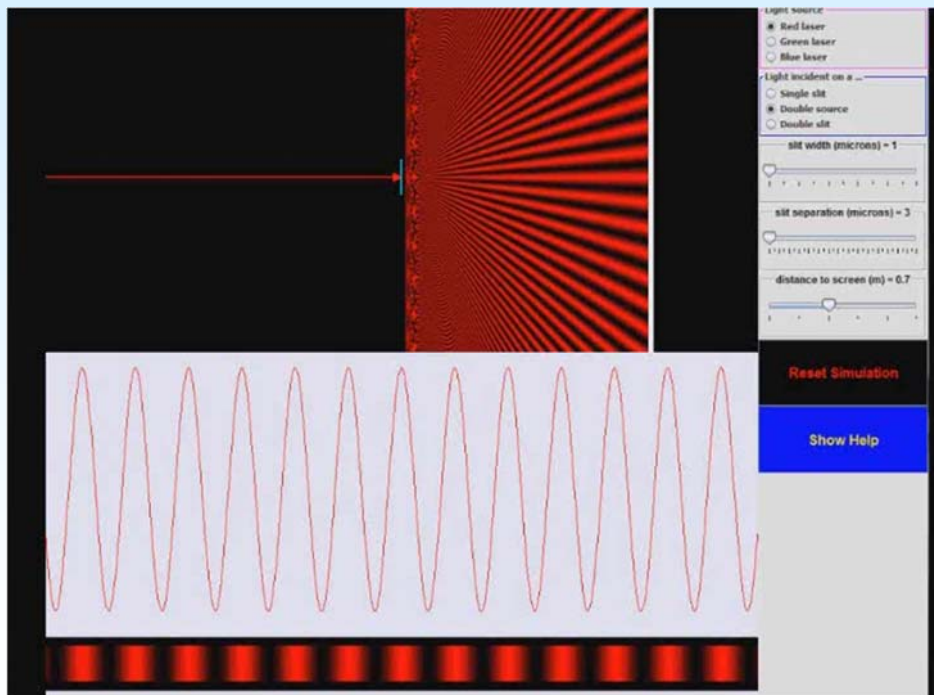 Light source
Red laser
Green laser
Blue laser
Light incident on a ...
Single slit
Double source
Double slit
slit width (microns) = 1
slit separation (microns) = 3
distance to screen (m) = 0.7
Reset Simulation
Show Help